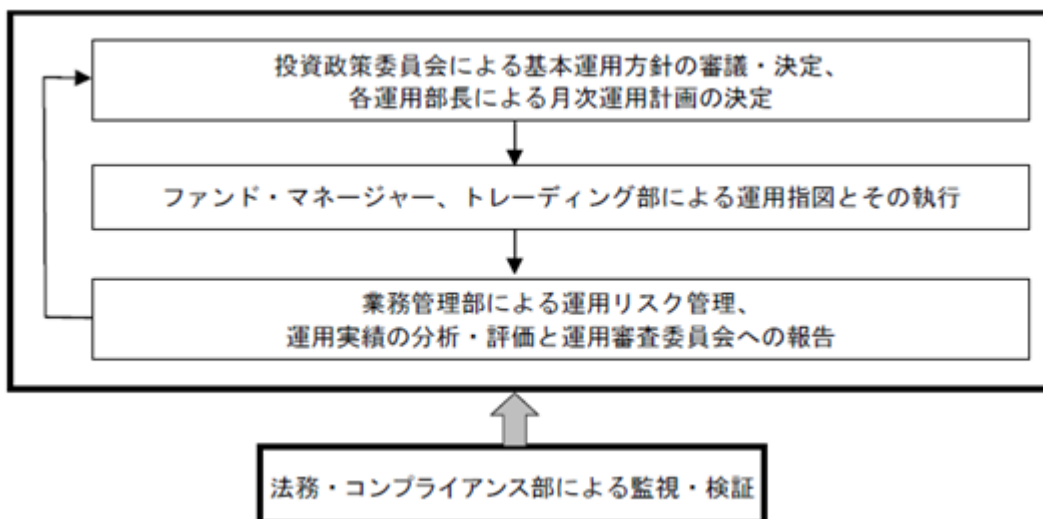 投資政策委員会による基本運用方針の審議・決定、
各運用部長による月次運用計画の決定
ファンド・マネージャー、トレーディング部による運用指図とその執行
業務管理部による運用リスク管理、
運用実績の分析・評価と運用審査委員会への報告
法務・コンプライアンス部による監視・検証